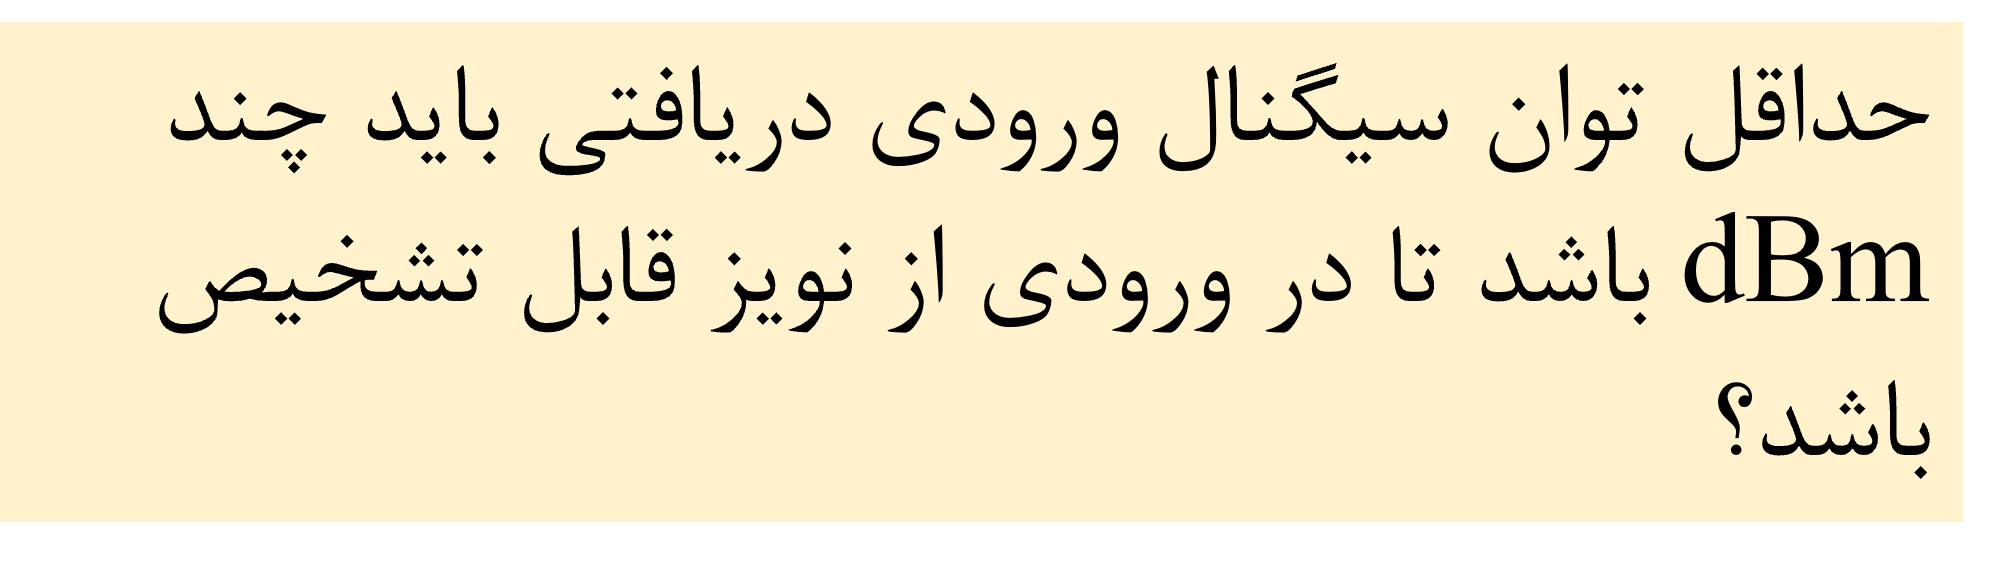 حداقل توان سیگنال ورودی دریافتی باید چند
dBm باشد تا در ورودی از نویز قابل تشخیص
باشد؟